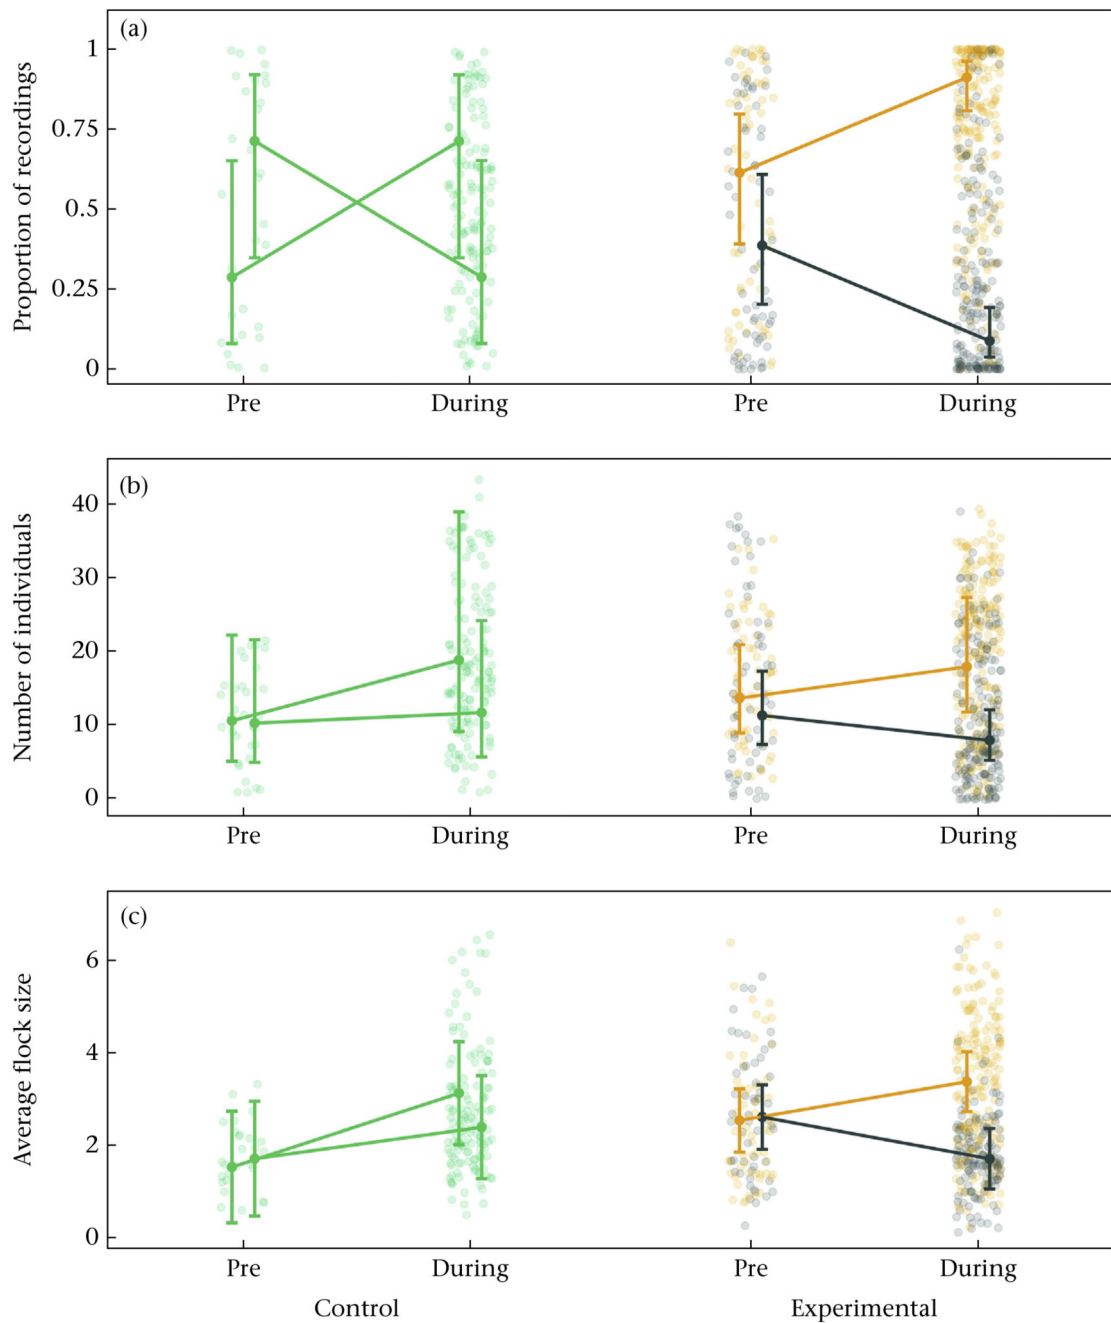 (a)
Proportion of recordings
1
0.75
0.5
0.25
0
Pre During Pre During
(b)
Number of individuals
40
30
20
10
0
Pre During Pre During
(c)
Average flock size
6
4
2
0
Pre During Pre During
Control Experimental